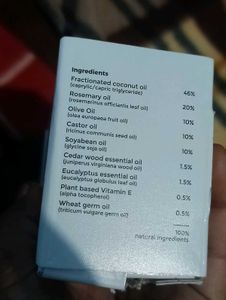 Ingredients
Fractionated coconut oil
(caprylic/capric triglyceride) 46%
Rosemary oil
(rosemerinus officientis leaf oil) 20%
Olive Oil
(olea europaea fruit oil) 10%
Castor oil
(ricinus communis seed oil) 10%
Soyabean oil
(glycine soja oil) 10%
Cedar wood essential oil
(juniperus virginiana wood oil) 1.5%
Eucalyptus essential oil
(eucalyptus globulus leaf oil) 1.5%
Plant based Vitamin E
(alpha tocopherol) 0.5%
Wheat germ oil
(triticum vulgare germ oil) 0.5%
100%
natural ingredients